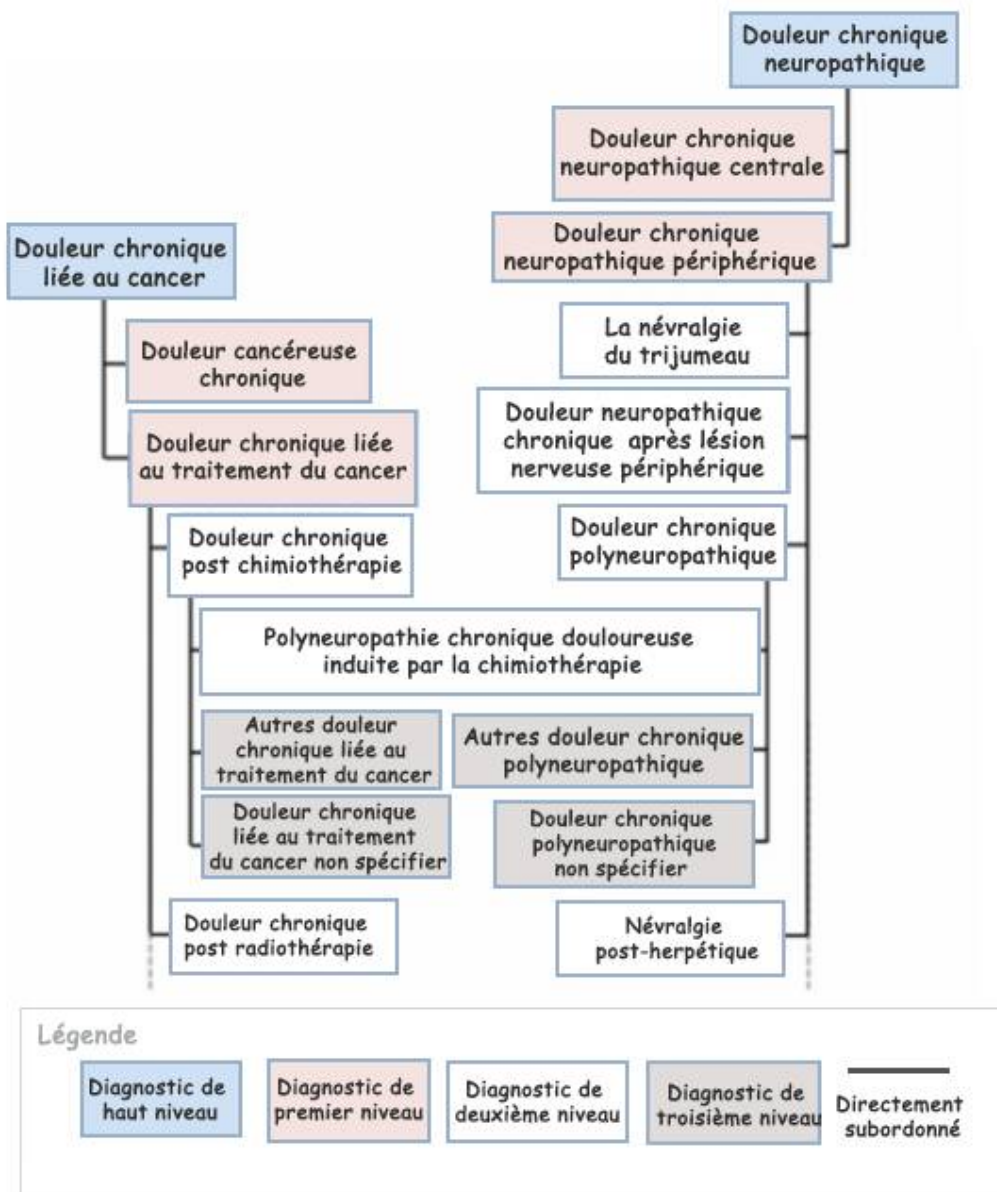 Douleur chronique
neuropathique
Douleur chronique
neuropathique centrale
Douleur chronique
neuropathique périphérique
Douleur chronique
liée au cancer
Douleur cancéreuse
chronique
Douleur chronique liée
au traitement du cancer
La névralgie
du trijumeau
Douleur neuropathique
chronique après lésion
nerveuse périphérique
Douleur chronique
post chimiothérapie
Douleur chronique
polyneuropathique
Polyneuropathie chronique douloureuse
induite par la chimiothérapie
Autres douleur
chronique liée au
traitement du cancer
Autres douleur chronique
polyneuropathique
Douleur chronique
liée au traitement
du cancer non spécifier
Douleur chronique
polyneuropathique
non spécifier
Douleur chronique
post radiothérapie
Névralgie
post-herpétique
Légende
Diagnostic de
haut niveau
Diagnostic de
premier niveau
Diagnostic de
deuxième niveau
Diagnostic de
troisième niveau
Directement
subordonné